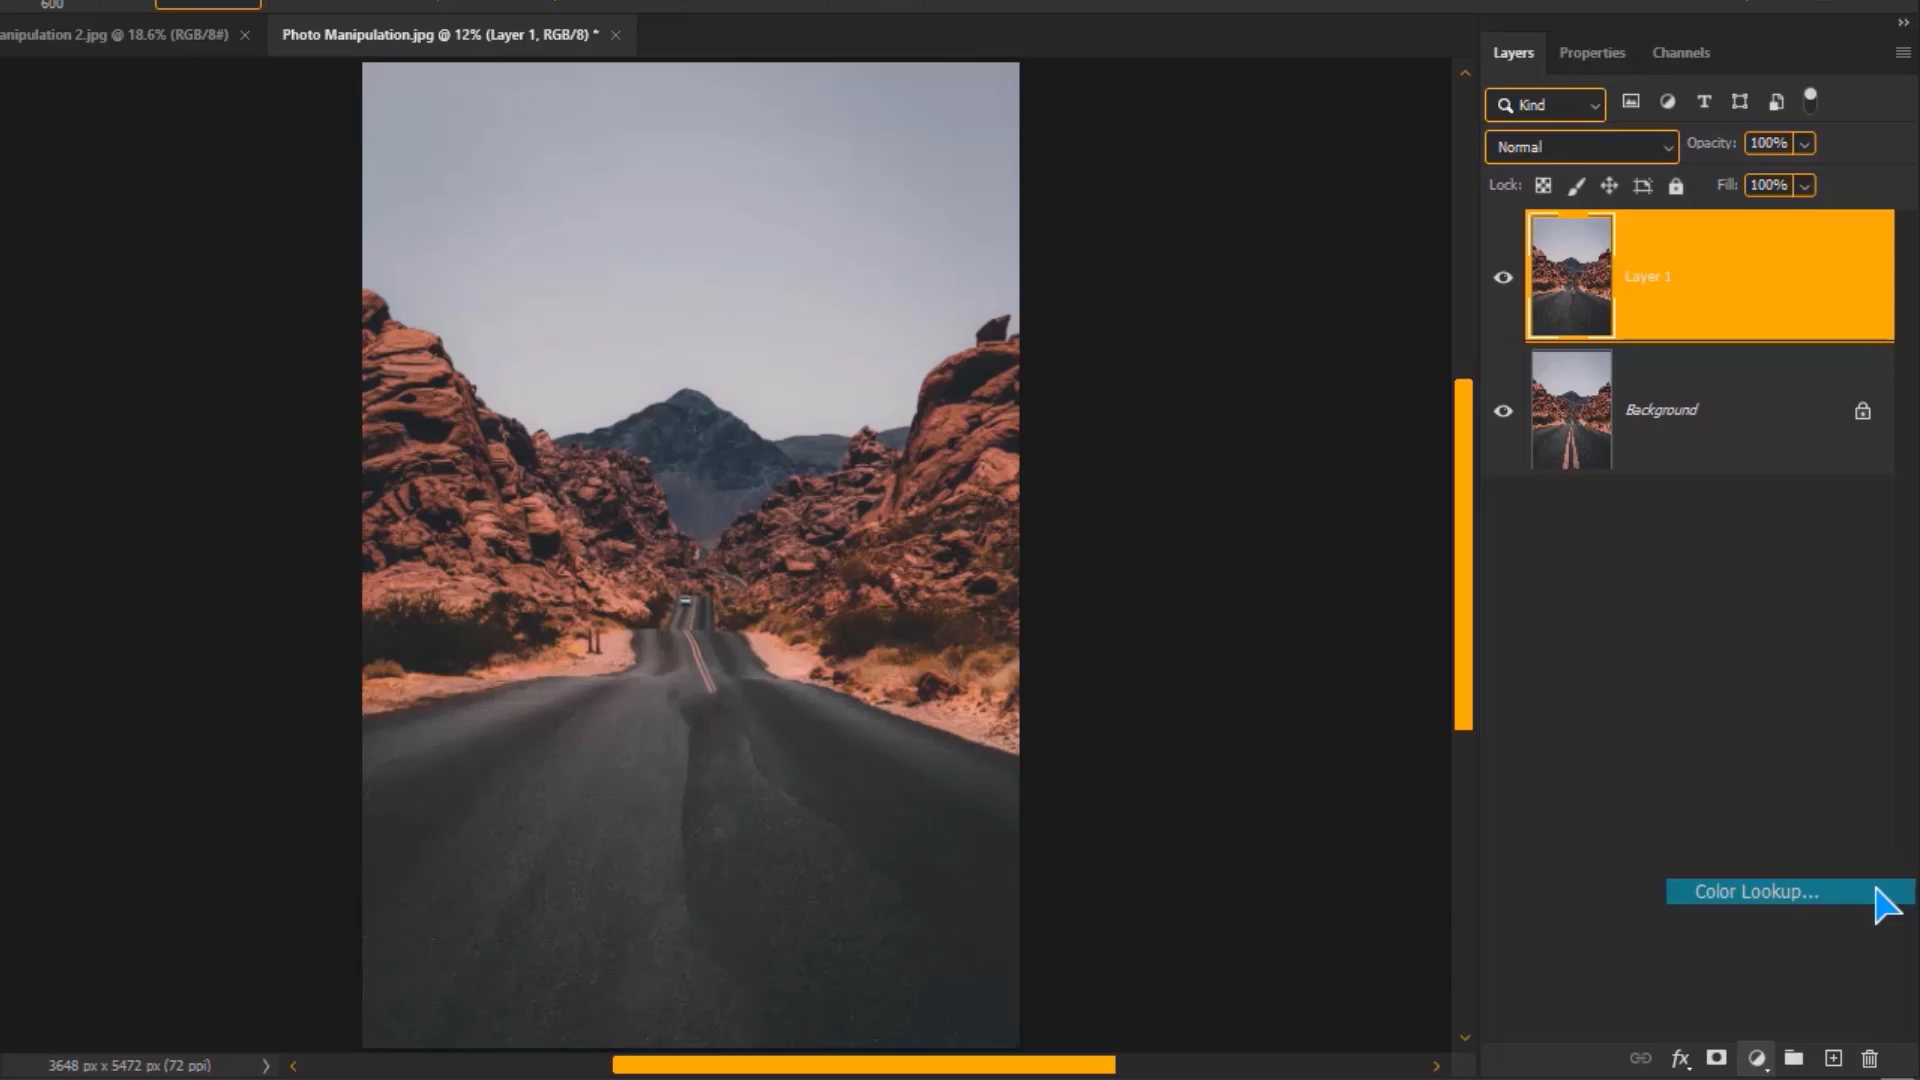 600
anipulation 2.jpg @ 18.6% (RGB/8#)
Photo Manipulation.jpg @ 12% (Layer 1, RGB/8) *
Layers
Properties
Channels
Kind
Normal
Opacity: 100%
Lock:
Fill: 100%
Layer 1
Background
Color Lookup...
3648 px x 5472 px (72 ppi)
fx